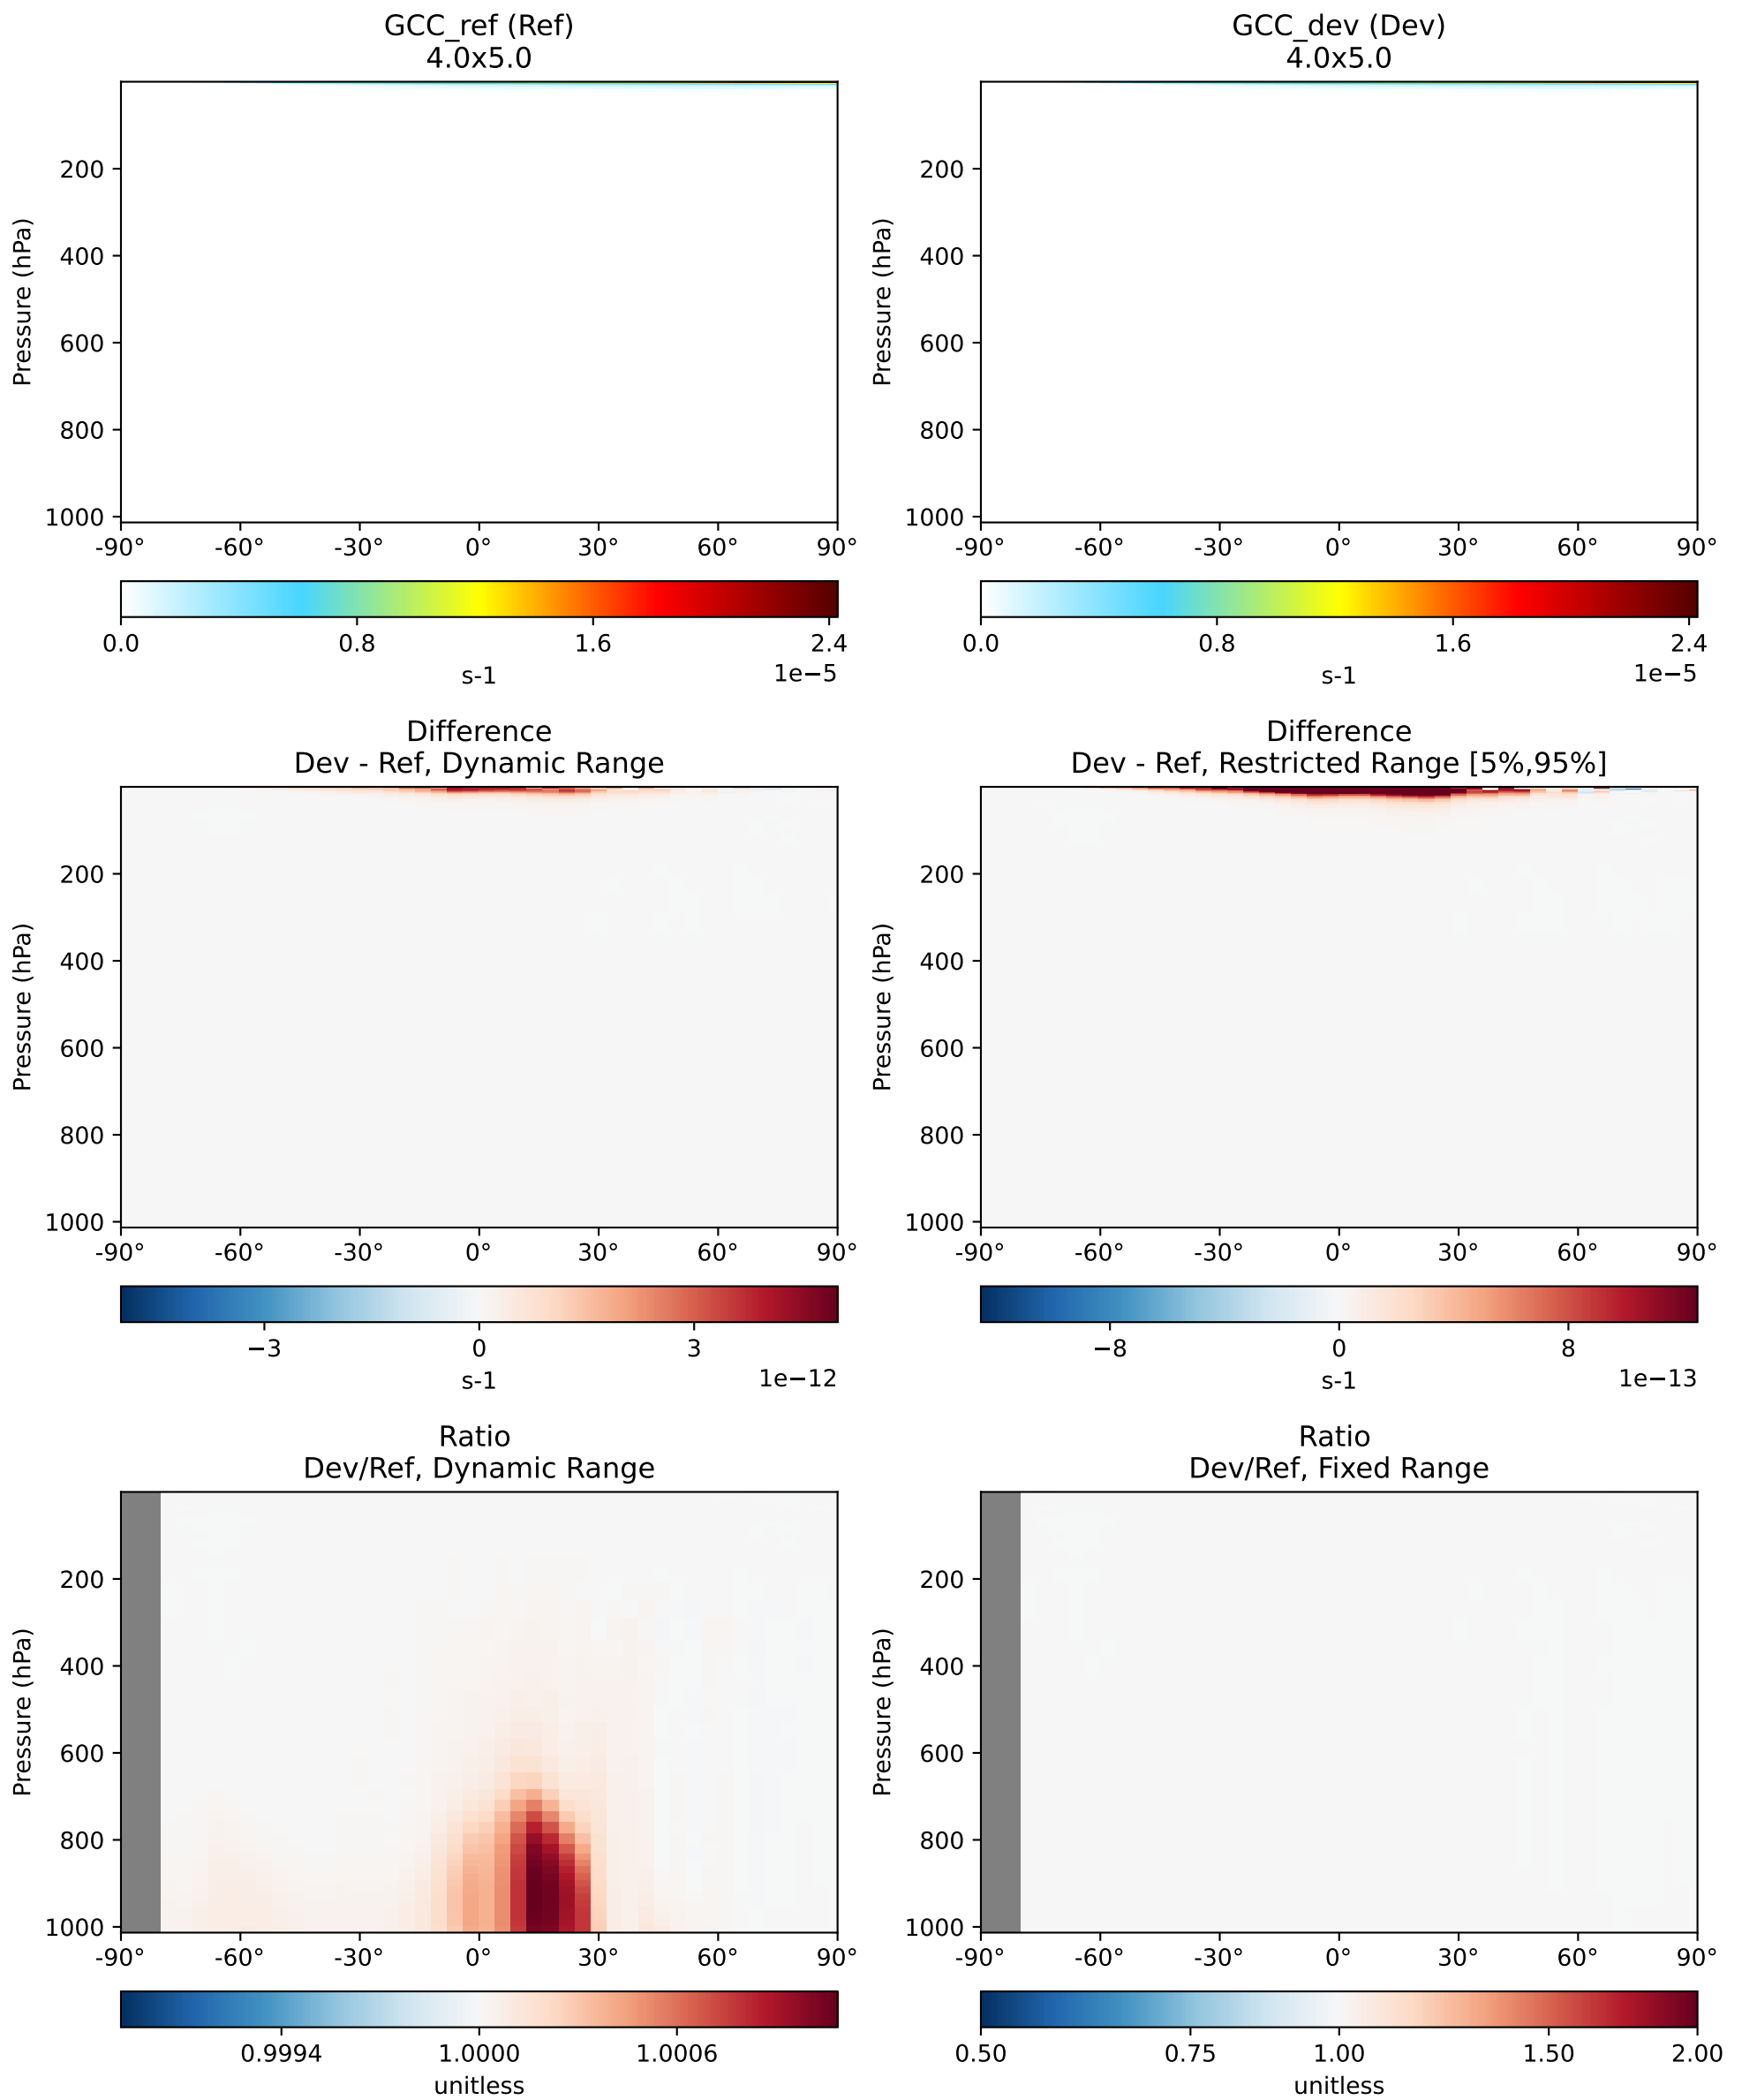 GCC_ref (Ref)
4.0x5.0
GCC_dev (Dev)
4.0x5.0
Pressure (hPa)
200
400
600
800
1000
-90° -60° -30° 0° 30° 60° 90°
0.0 0.8 1.6 2.4
s-1
1e−5
Pressure (hPa)
200
400
600
800
1000
-90° -60° -30° 0° 30° 60° 90°
0.0 0.8 1.6 2.4
s-1
1e−5
Difference
Dev - Ref, Dynamic Range
Difference
Dev - Ref, Restricted Range [5%,95%]
Pressure (hPa)
200
400
600
800
1000
-90° -60° -30° 0° 30° 60° 90°
−3 0 3
s-1
1e−12
Pressure (hPa)
200
400
600
800
1000
-90° -60° -30° 0° 30° 60° 90°
−8 0 8
s-1
1e−13
Ratio
Dev/Ref, Dynamic Range
Ratio
Dev/Ref, Fixed Range
Pressure (hPa)
200
400
600
800
1000
-90° -60° -30° 0° 30° 60° 90°
0.9994 1.0000 1.0006
unitless
Pressure (hPa)
200
400
600
800
1000
-90° -60° -30° 0° 30° 60° 90°
0.50 0.75 1.00 1.50 2.00
unitless